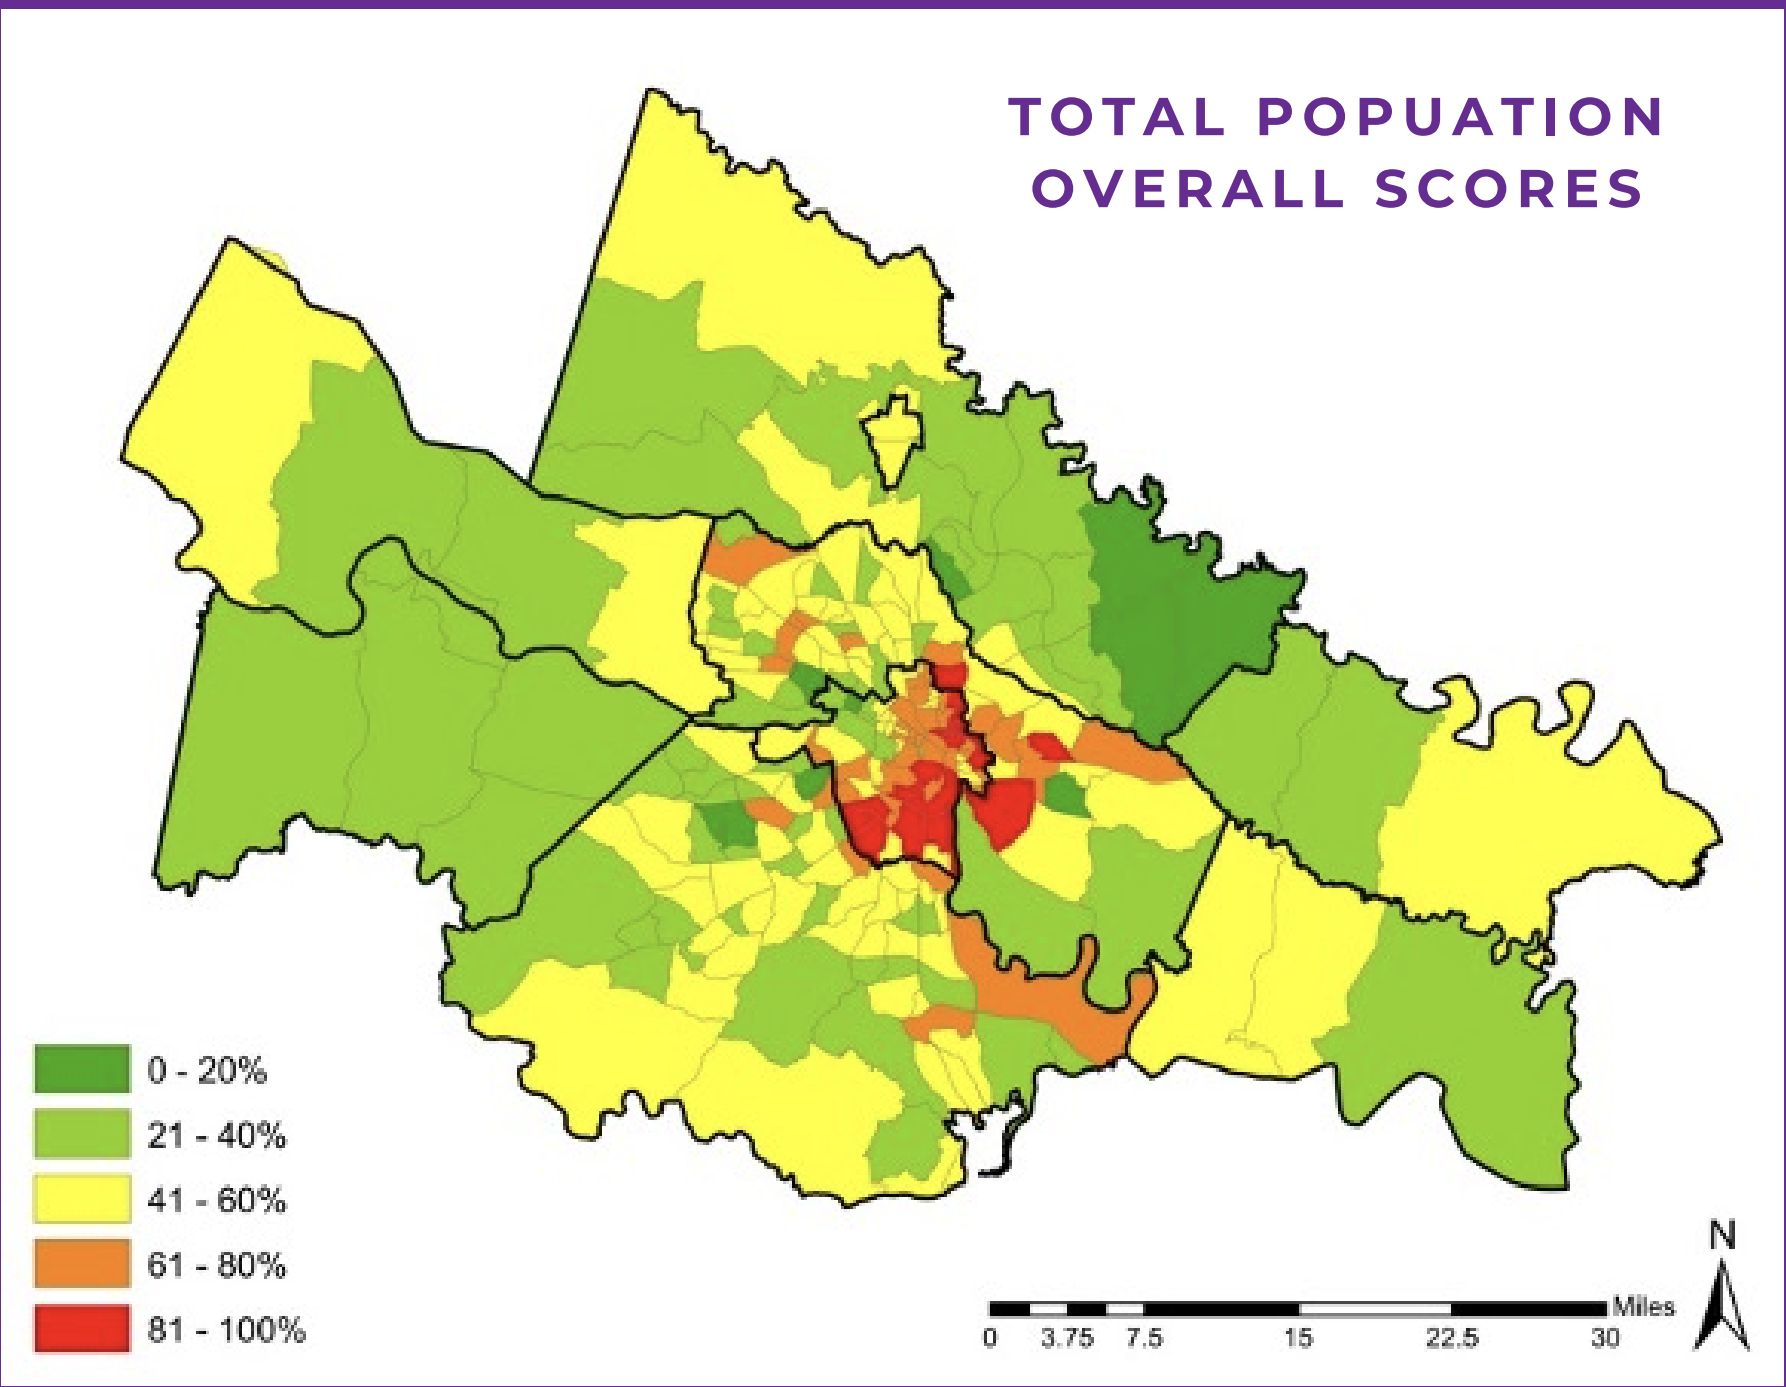 TOTAL POPUATION
OVERALL SCORES
0 - 20%
21 - 40%
41 - 60%
61 - 80%
81 - 100%
N
Miles
0 3.75 7.5 15 22.5 30